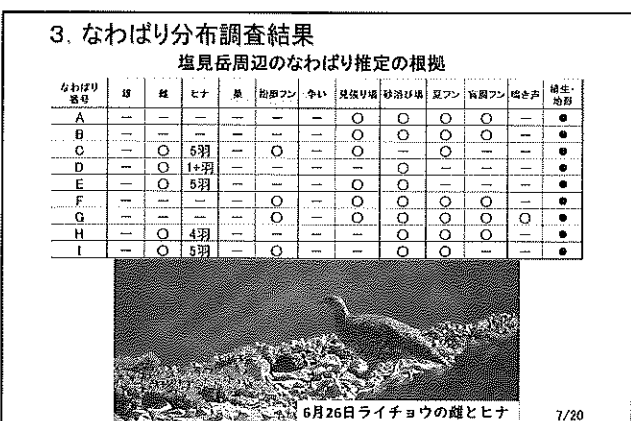 3. なわばり分布調査結果
塩見岳周辺のなわばり推定の根拠
なわばり番号 雄 雌 ヒナ 巣 抱卵フン 争い 見張り場 砂浴び場 夏フン 盲腸フン 鳴き声 植生・地形
A － － － － － － ○ ○ ○ ○ － ●
B － － － － － － ○ ○ ○ ○ － ●
C － ○ 5羽 － ○ － ○ － ○ － － ●
D － ○ 1+羽 － － － － ○ － － － ●
E － ○ 5羽 － － － ○ ○ － － － ●
F － － － － ○ － ○ ○ ○ ○ － ●
G － － － － ○ － ○ ○ ○ ○ ○ ●
H － ○ 4羽 － － － － ○ ○ ○ － ●
I － ○ 5羽 － ○ － － ○ ○ － － ●
6月26日ライチョウの雌とヒナ
7/20